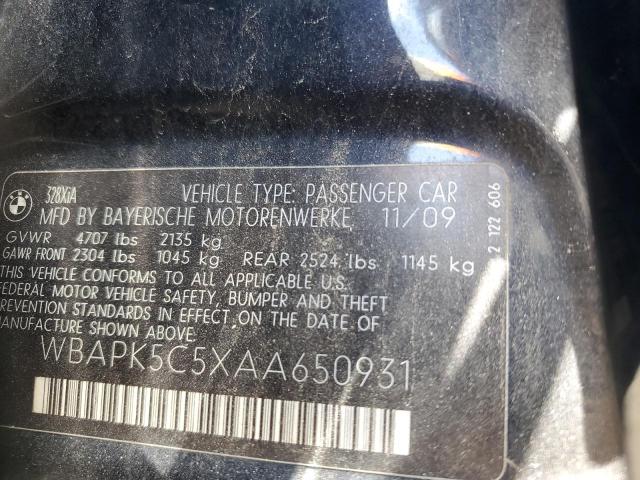 328XiA VEHICLE TYPE: PASSENGER CAR
MFD BY BAYERISCHE MOTORENWERKE, 11/09
GVWR 4707 lbs 2135 kg
GAWR FRONT 2304 lbs 1045 kg REAR 2524 lbs 1145 kg
THIS VEHICLE CONFORMS TO ALL APPLICABLE U.S.
FEDERAL MOTOR VEHICLE SAFETY, BUMPER AND THEFT
PREVENTION STANDARDS IN EFFECT ON THE DATE OF
MANUFACTURE SHOWN ABOVE.
WBAPK5C5XAA650931
2 122 606